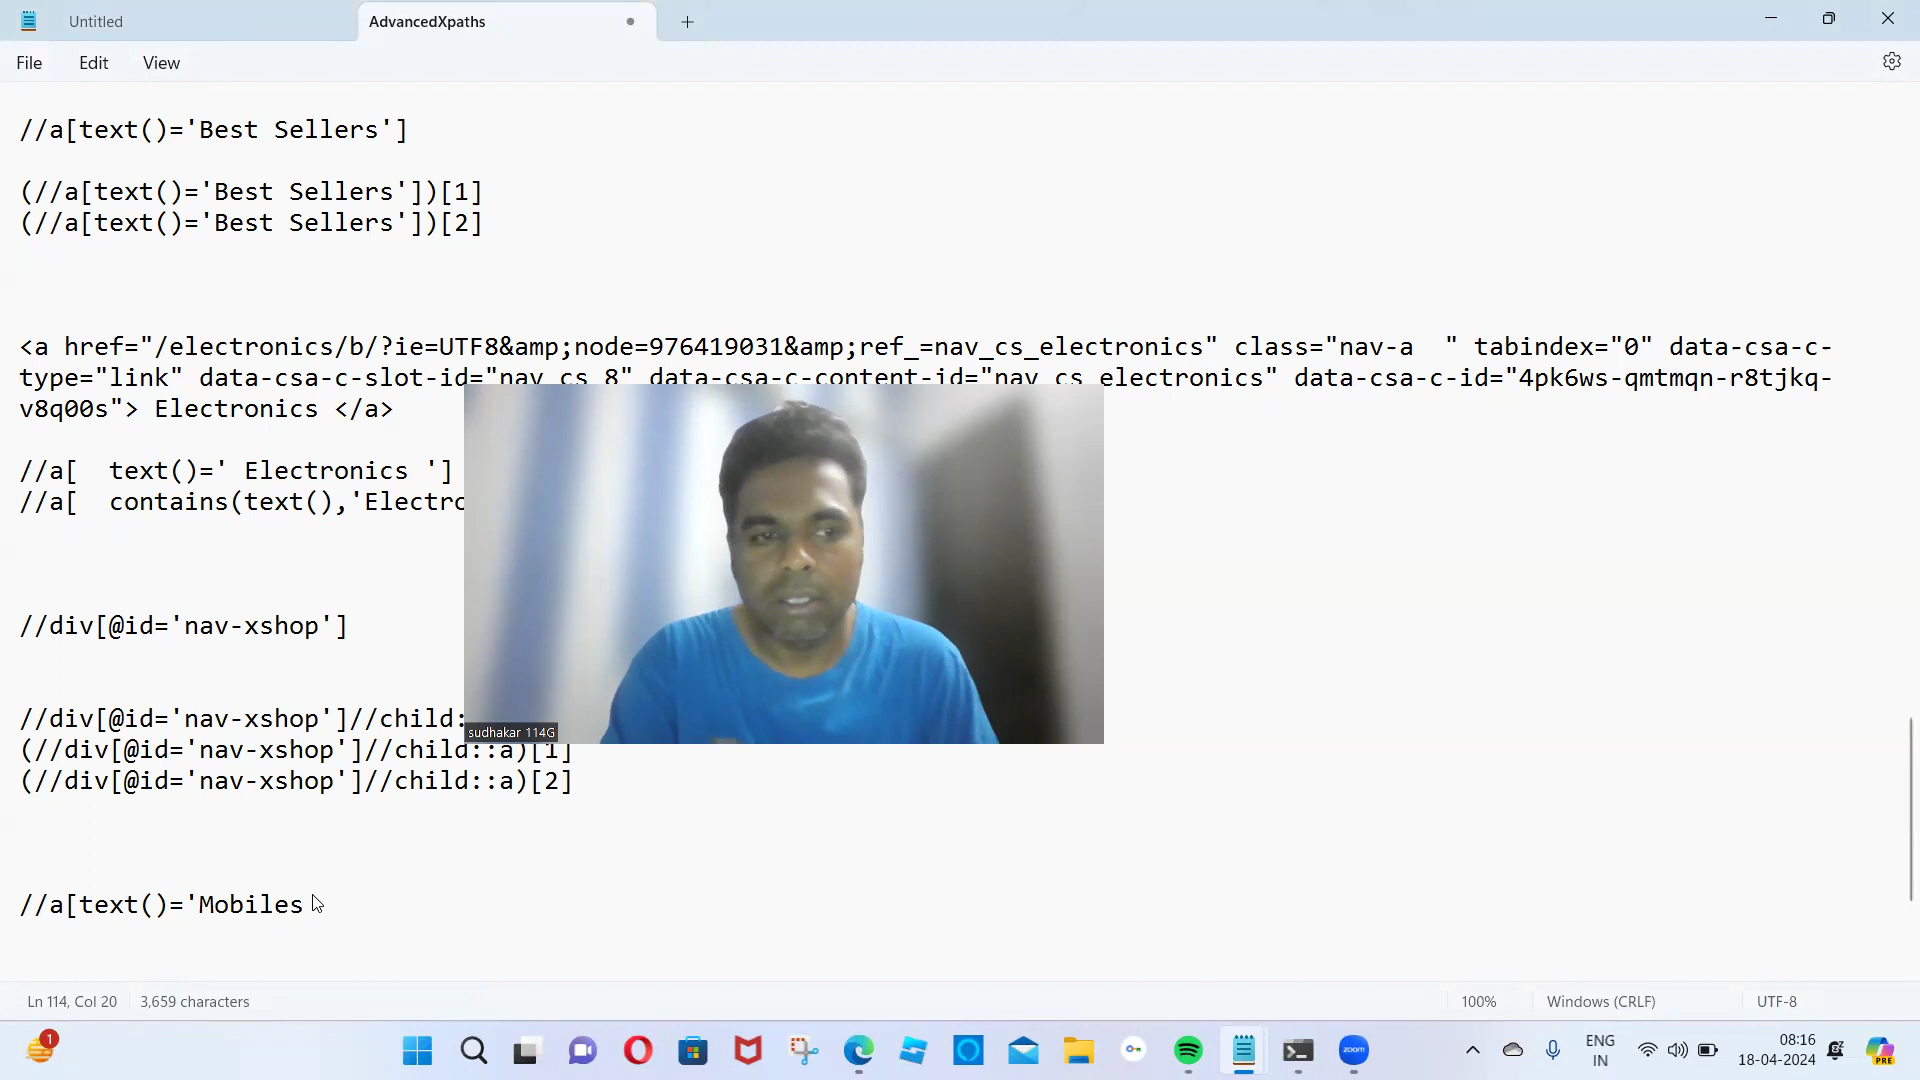 Untitled
AdvancedXpaths
File Edit View
//a[text()='Best Sellers']
(//a[text()='Best Sellers'])[1]
(//a[text()='Best Sellers'])[2]
<a href="/electronics/b/?ie=UTF8&amp;node=976419031&amp;ref_=nav_cs_electronics" class="nav-a  " tabindex="0" data-csa-c-
type="link" data-csa-c-slot-id="nav_cs_8" data-csa-c-content-id="nav_cs_electronics" data-csa-c-id="4pk6ws-qmtmqn-r8tjkq-
v8q00s"> Electronics </a>
//a[  text()=' Electronics ']
//a[  contains(text(),'Electro
//div[@id='nav-xshop']
//div[@id='nav-xshop']//child:
(//div[@id='nav-xshop']//child::a)[1]
(//div[@id='nav-xshop']//child::a)[2]
//a[text()='Mobiles
sudhakar 114G
Ln 114, Col 20 3,659 characters 100% Windows (CRLF) UTF-8
1
zoom
ENG
IN
08:16
18-04-2024
PRE